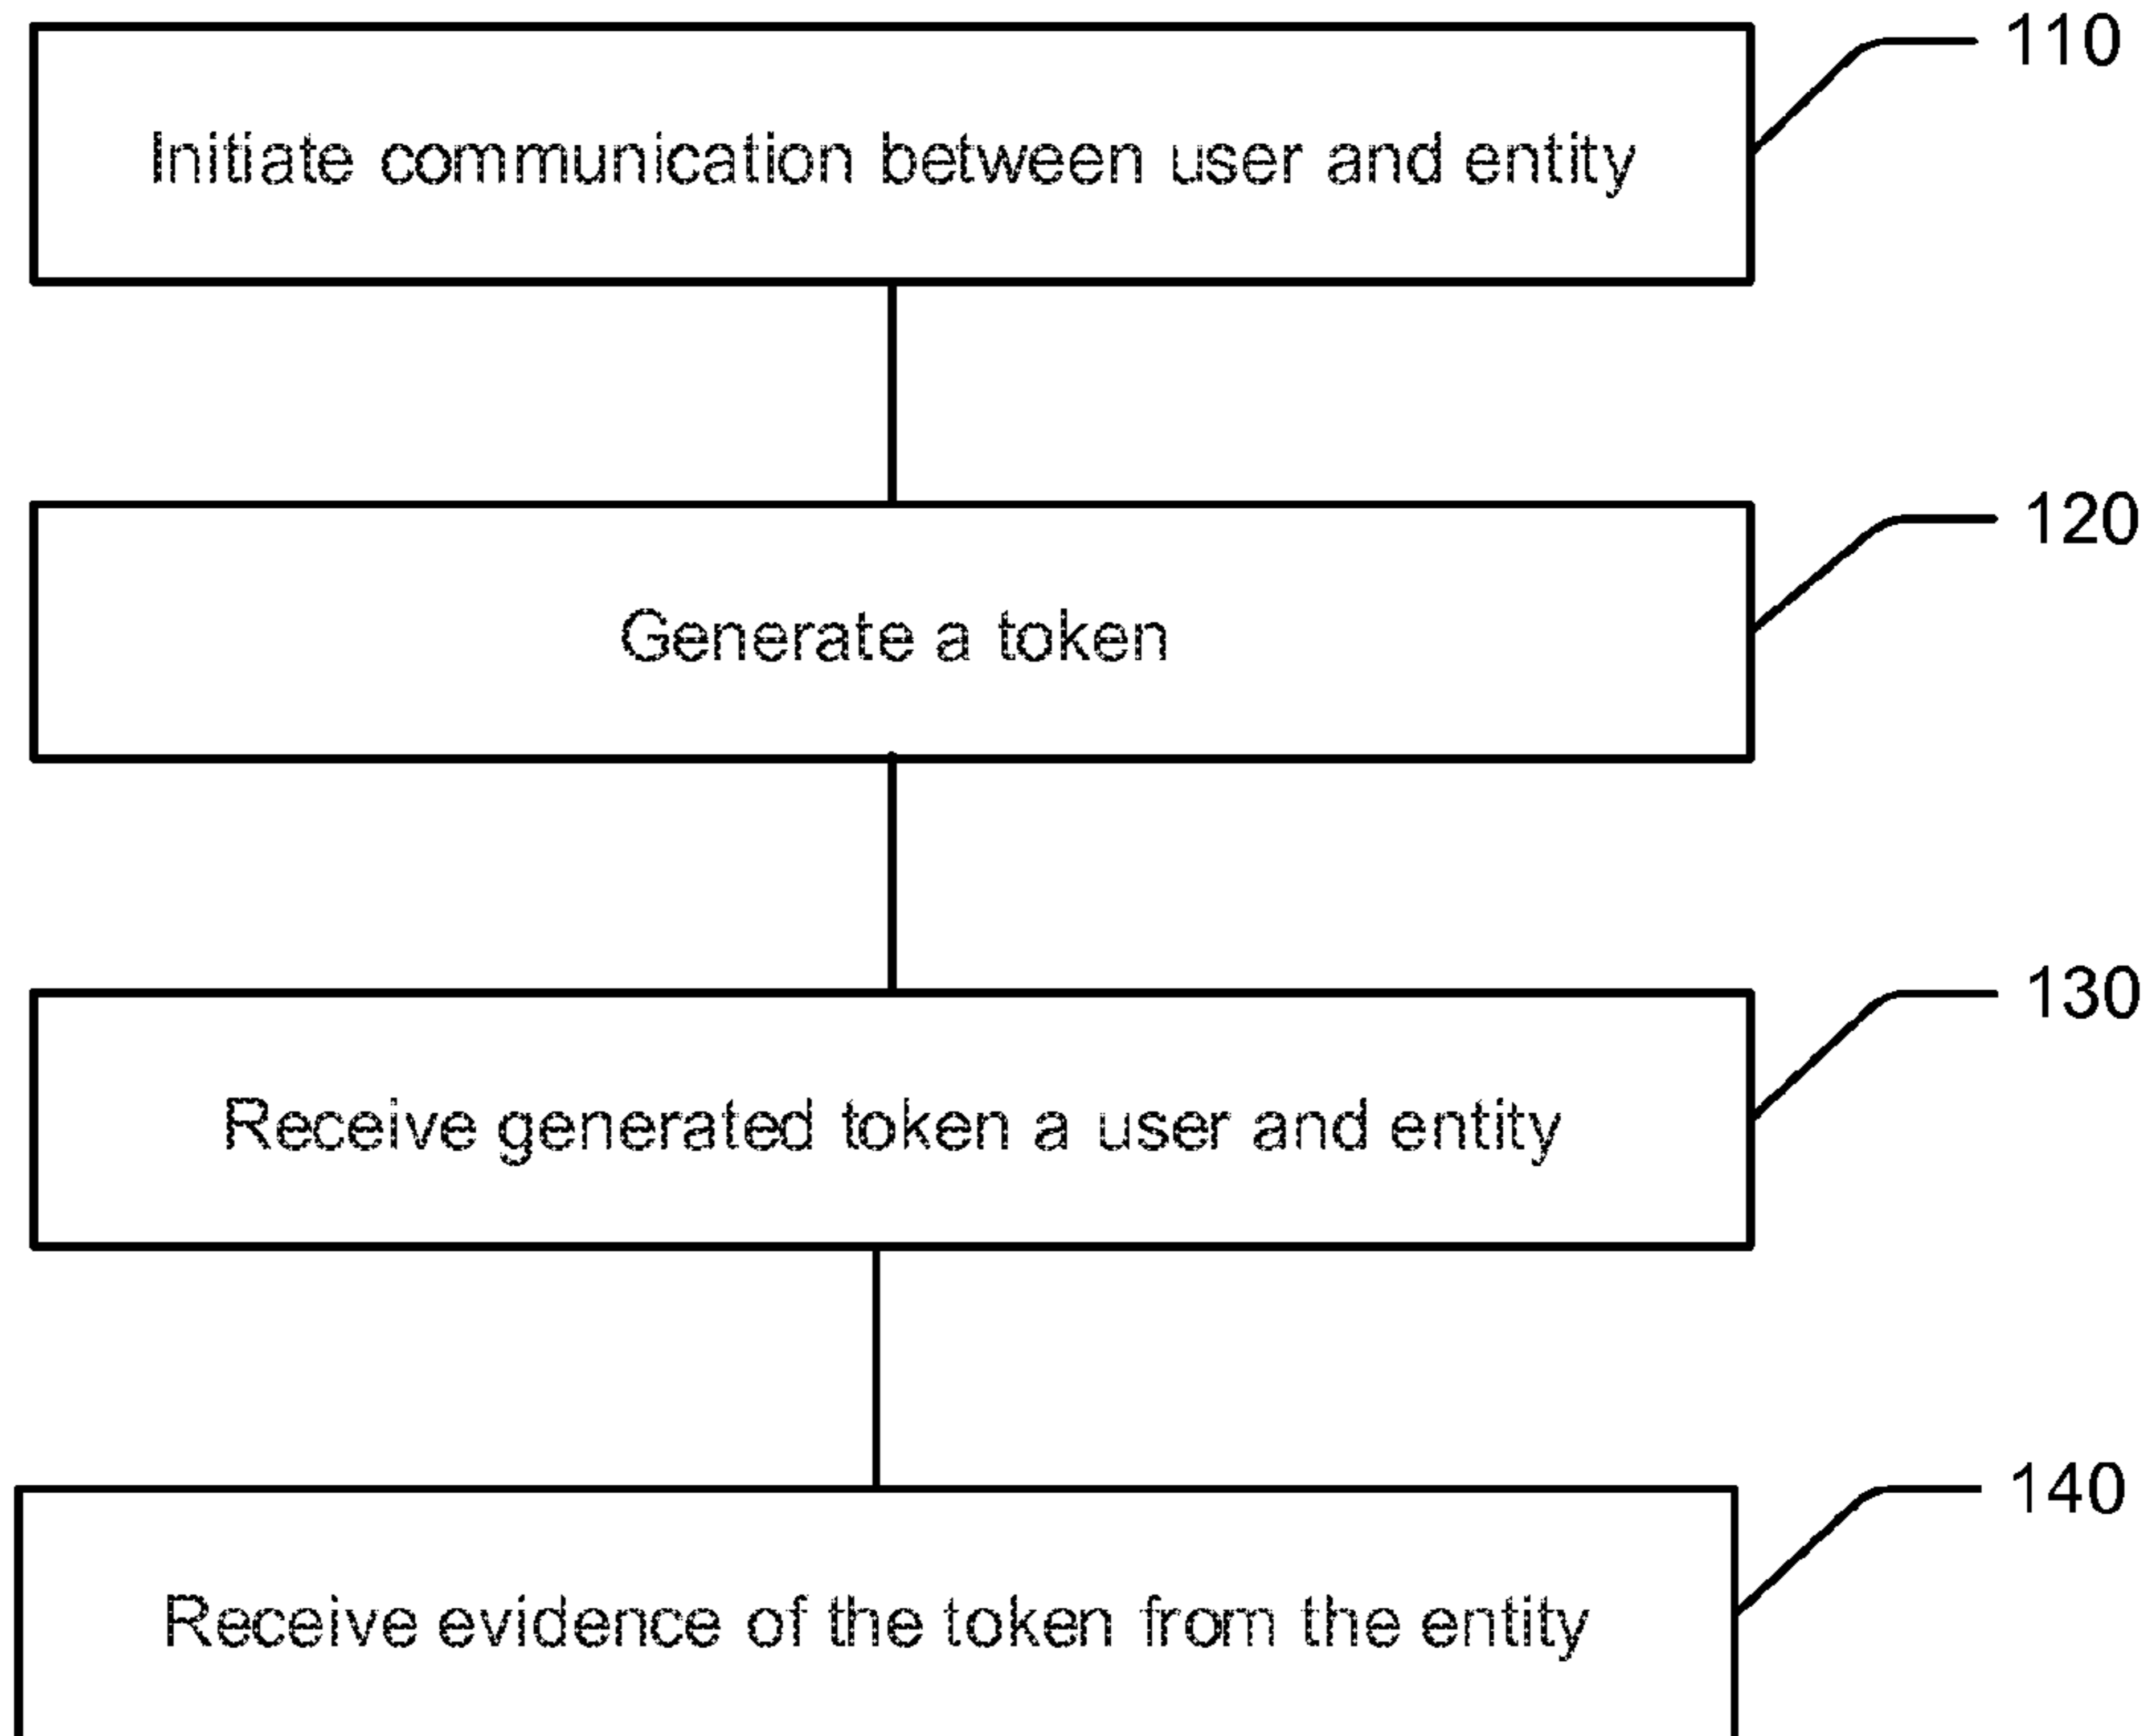 110
Initiate communication between user and entity
120
Generate a token
130
Receive generated token a user and entity
140
Receive evidence of the token from the entity